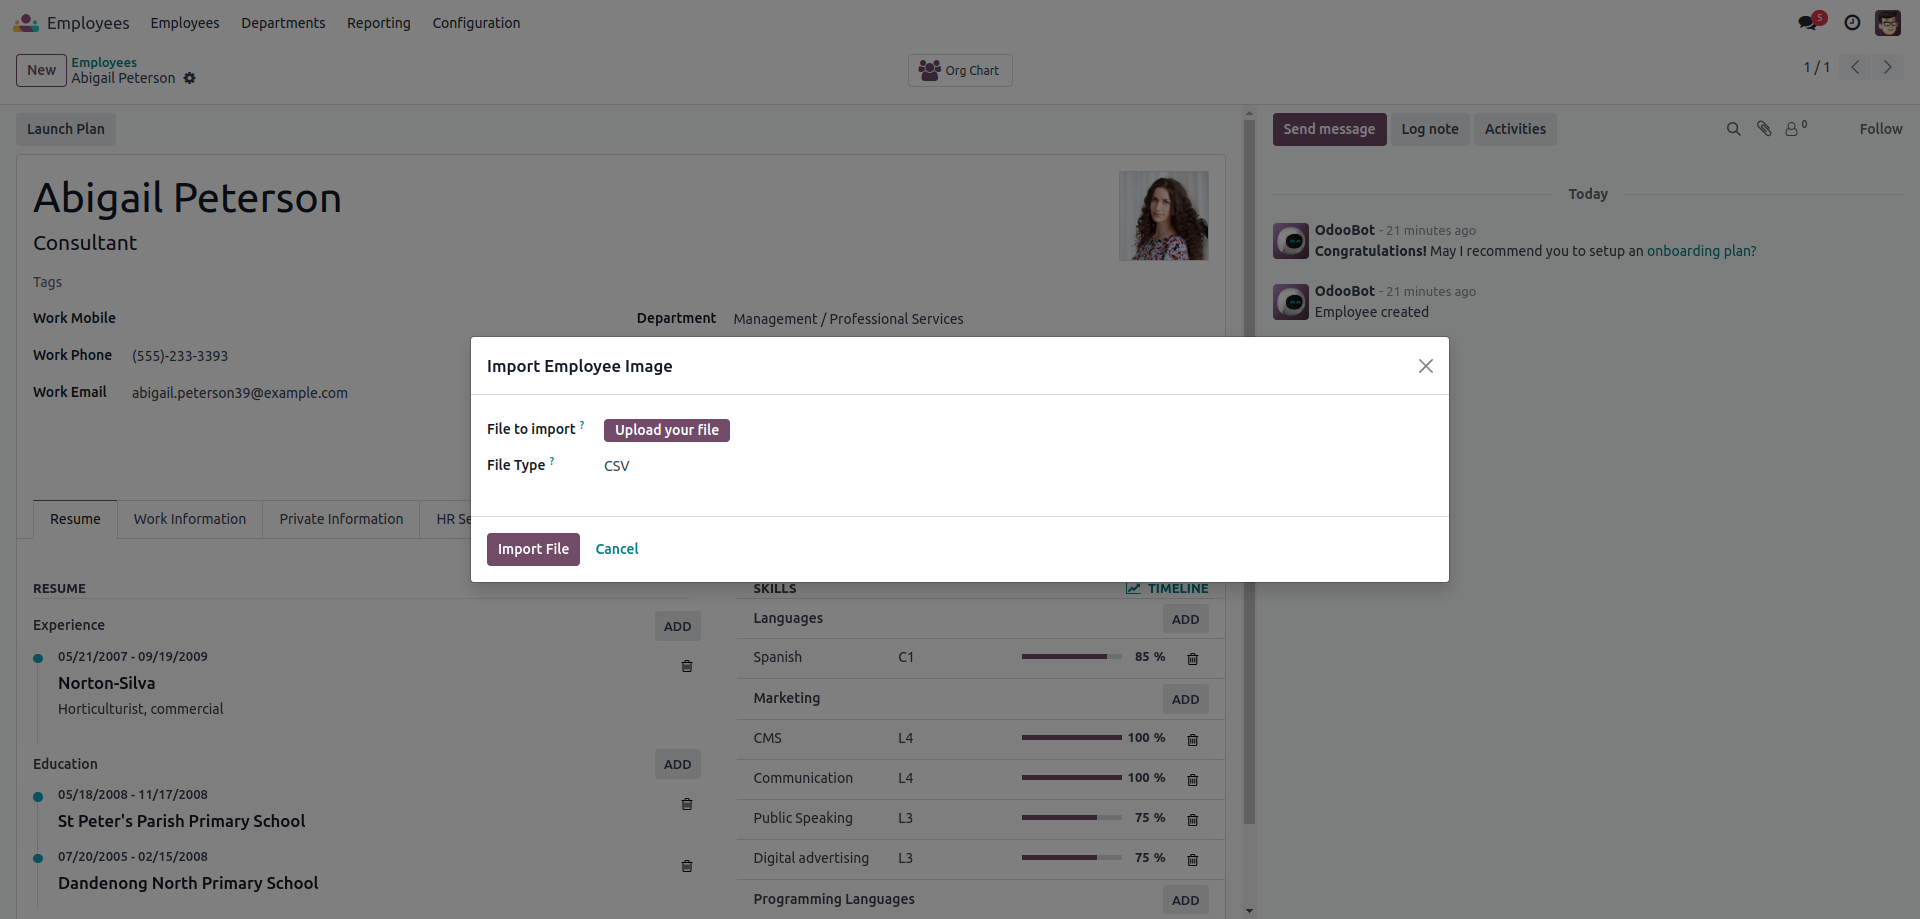 Employees Employees Departments Reporting Configuration 5
New Employees 1 / 1
Abigail Peterson Org Chart
Launch Plan Send message Log note Activities 0 Follow
Abigail Peterson
Consultant
Tags
Work Mobile
Department Management / Professional Services
Work Phone (555)-233-3393
Work Email abigail.peterson39@example.com
Today
OdooBot - 21 minutes ago
Congratulations! May I recommend you to setup an onboarding plan?
OdooBot - 21 minutes ago
Employee created
Import Employee Image
File to import ? Upload your file
File Type ? CSV
Import File Cancel
Resume Work Information Private Information HR Se
RESUME
Experience ADD
05/21/2007 - 09/19/2009
Norton-Silva
Horticulturist, commercial
Education ADD
05/18/2008 - 11/17/2008
St Peter's Parish Primary School
07/20/2005 - 02/15/2008
Dandenong North Primary School
SKILLS TIMELINE
Languages ADD
Spanish C1 85 %
Marketing ADD
CMS L4 100 %
Communication L4 100 %
Public Speaking L3 75 %
Digital advertising L3 75 %
Programming Languages ADD